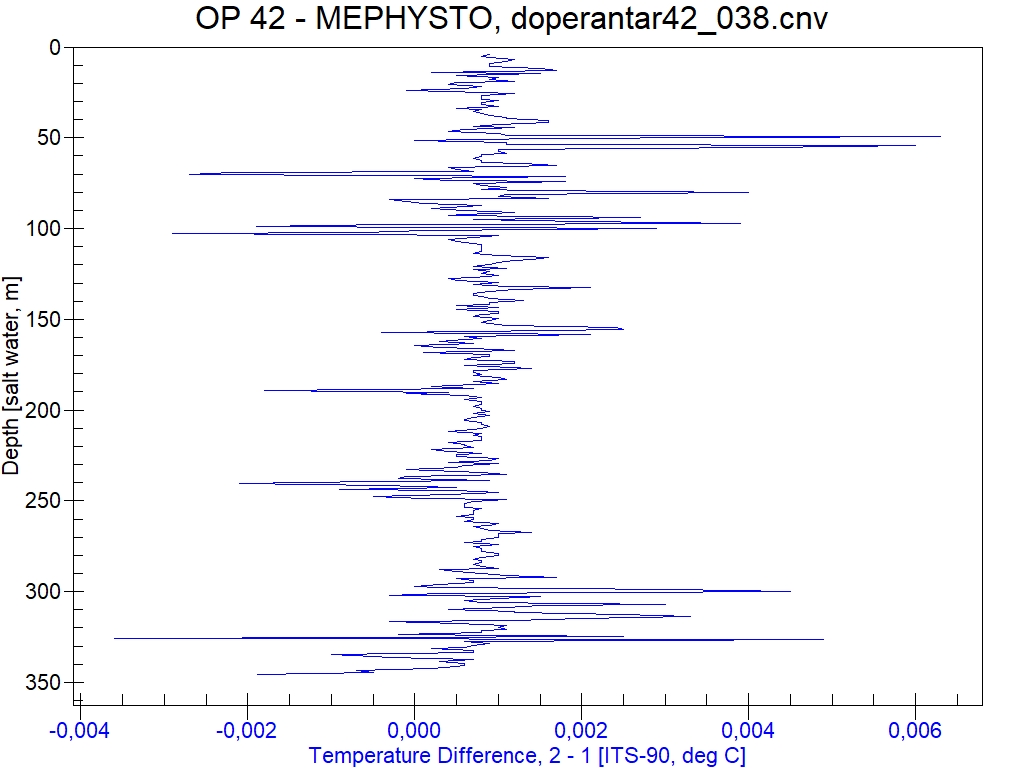 OP 42 - MEPHYSTO, doperantar42_038.cnv
0
50
100
150
200
250
300
350
Depth [salt water, m]
-0,004 -0,002 0,000 0,002 0,004 0,006
Temperature Difference, 2 - 1 [ITS-90, deg C]